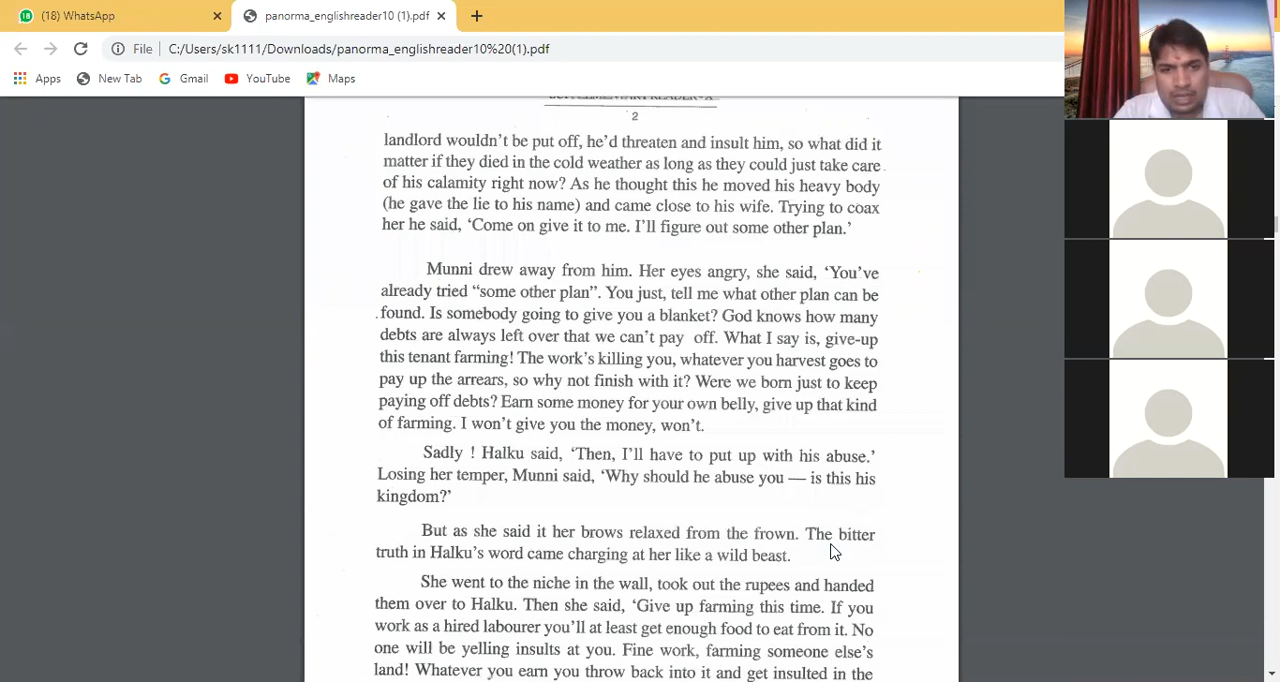 (18) WhatsApp
panorma_englishreader10 (1).pdf
File
C:/Users/sk1111/Downloads/panorma_englishreader10%20(1).pdf
Apps
New Tab
Gmail
YouTube
Maps
2
landlord wouldn't be put off, he'd threaten and insult him, so what did it
matter if they died in the cold weather as long as they could just take care
of his calamity right now? As he thought this he moved his heavy body
(he gave the lie to his name) and came close to his wife. Trying to coax
her he said, 'Come on give it to me. I'll figure out some other plan.'
Munni drew away from him. Her eyes angry, she said, 'You've
already tried "some other plan". You just, tell me what other plan can be
found. Is somebody going to give you a blanket? God knows how many
debts are always left over that we can't pay off. What I say is, give-up
this tenant farming! The work's killing you, whatever you harvest goes to
pay up the arrears, so why not finish with it? Were we born just to keep
paying off debts? Earn some money for your own belly, give up that kind
of farming. I won't give you the money, won't.
Sadly ! Halku said, 'Then, I'll have to put up with his abuse.'
Losing her temper, Munni said, 'Why should he abuse you — is this his
kingdom?'
But as she said it her brows relaxed from the frown. The bitter
truth in Halku's word came charging at her like a wild beast.
She went to the niche in the wall, took out the rupees and handed
them over to Halku. Then she said, 'Give up farming this time. If you
work as a hired labourer you'll at least get enough food to eat from it. No
one will be yelling insults at you. Fine work, farming someone else's
land! Whatever you earn you throw back into it and get insulted in the